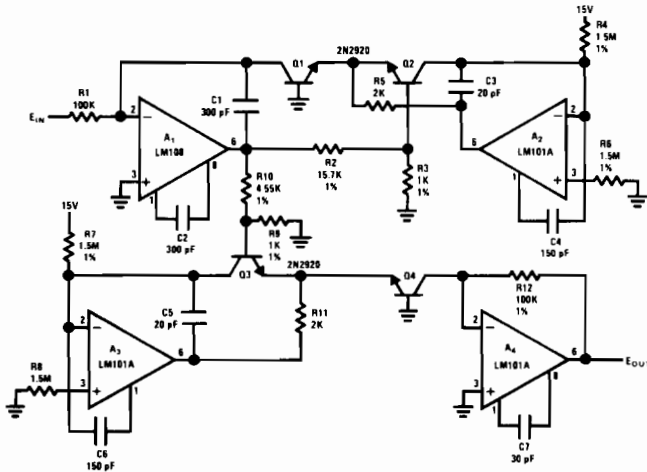 15V
R4
1 5M
1%
Q1
2N2920
Q2
R1
100K
E_IN
C1
300 pF
R5
2K
C3
20 pF
2
3
A1
LM108
6
1
8
R2
15.7K
1%
R3
1K
1%
6
A2
LM101A
2
3
1
R6
1.5M
1%
C4
150 pF
R10
4 55K
1%
C2
300 pF
R9
1K
1%
15V
R7
1.5M
1%
Q3
2N2920
Q4
C5
20 pF
R11
2K
R12
100K
1%
2
3
A3
LM101A
6
1
R8
1.5M
C6
150 pF
2
3
A4
LM101A
6
1
8
E_OUT
C7
30 pF